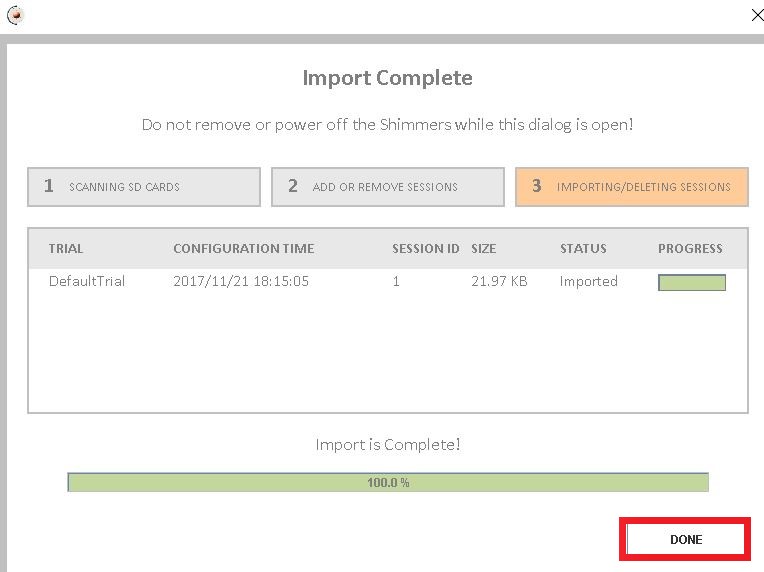 Import Complete
Do not remove or power off the Shimmers while this dialog is open!
1 SCANNING SD CARDS 2 ADD OR REMOVE SESSIONS 3 IMPORTING/DELETING SESSIONS
TRIAL CONFIGURATION TIME SESSION ID SIZE STATUS PROGRESS
DefaultTrial 2017/11/21 18:15:05 1 21.97 KB Imported
Import is Complete!
100.0 %
DONE